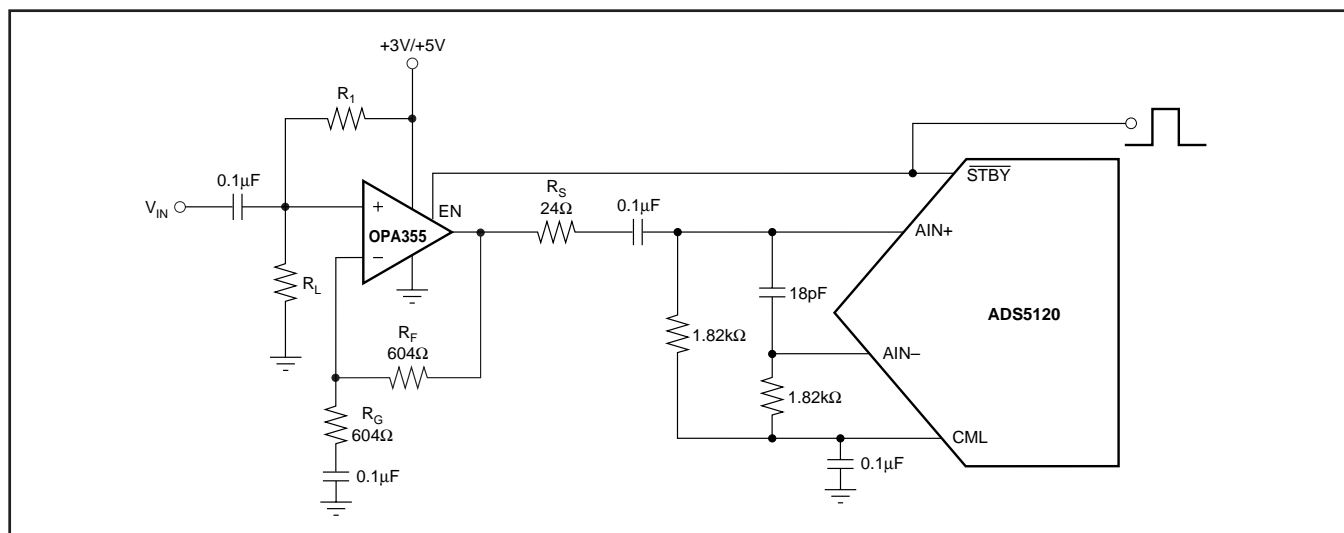 +3V/+5V
R1
0.1µF
VIN
+
EN
OPA355
–
RL
RS
24Ω
0.1µF
STBY
AIN+
18pF
ADS5120
1.82kΩ
AIN–
RF
604Ω
1.82kΩ
RG
604Ω
CML
0.1µF
0.1µF